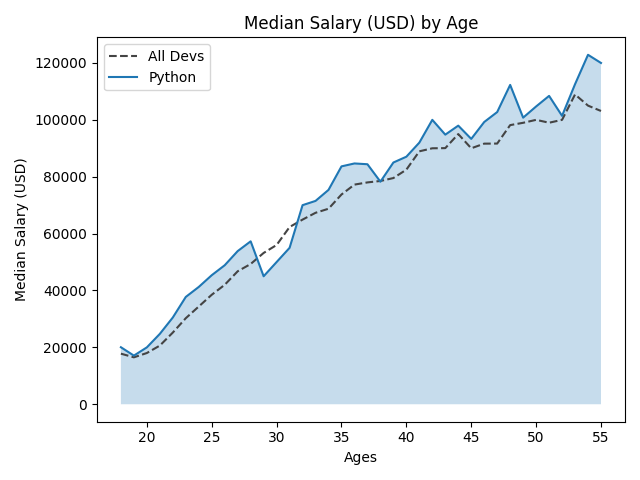 Median Salary (USD) by Age
All Devs
Python
Median Salary (USD)
120000
100000
80000
60000
40000
20000
0
20 25 30 35 40 45 50 55
Ages